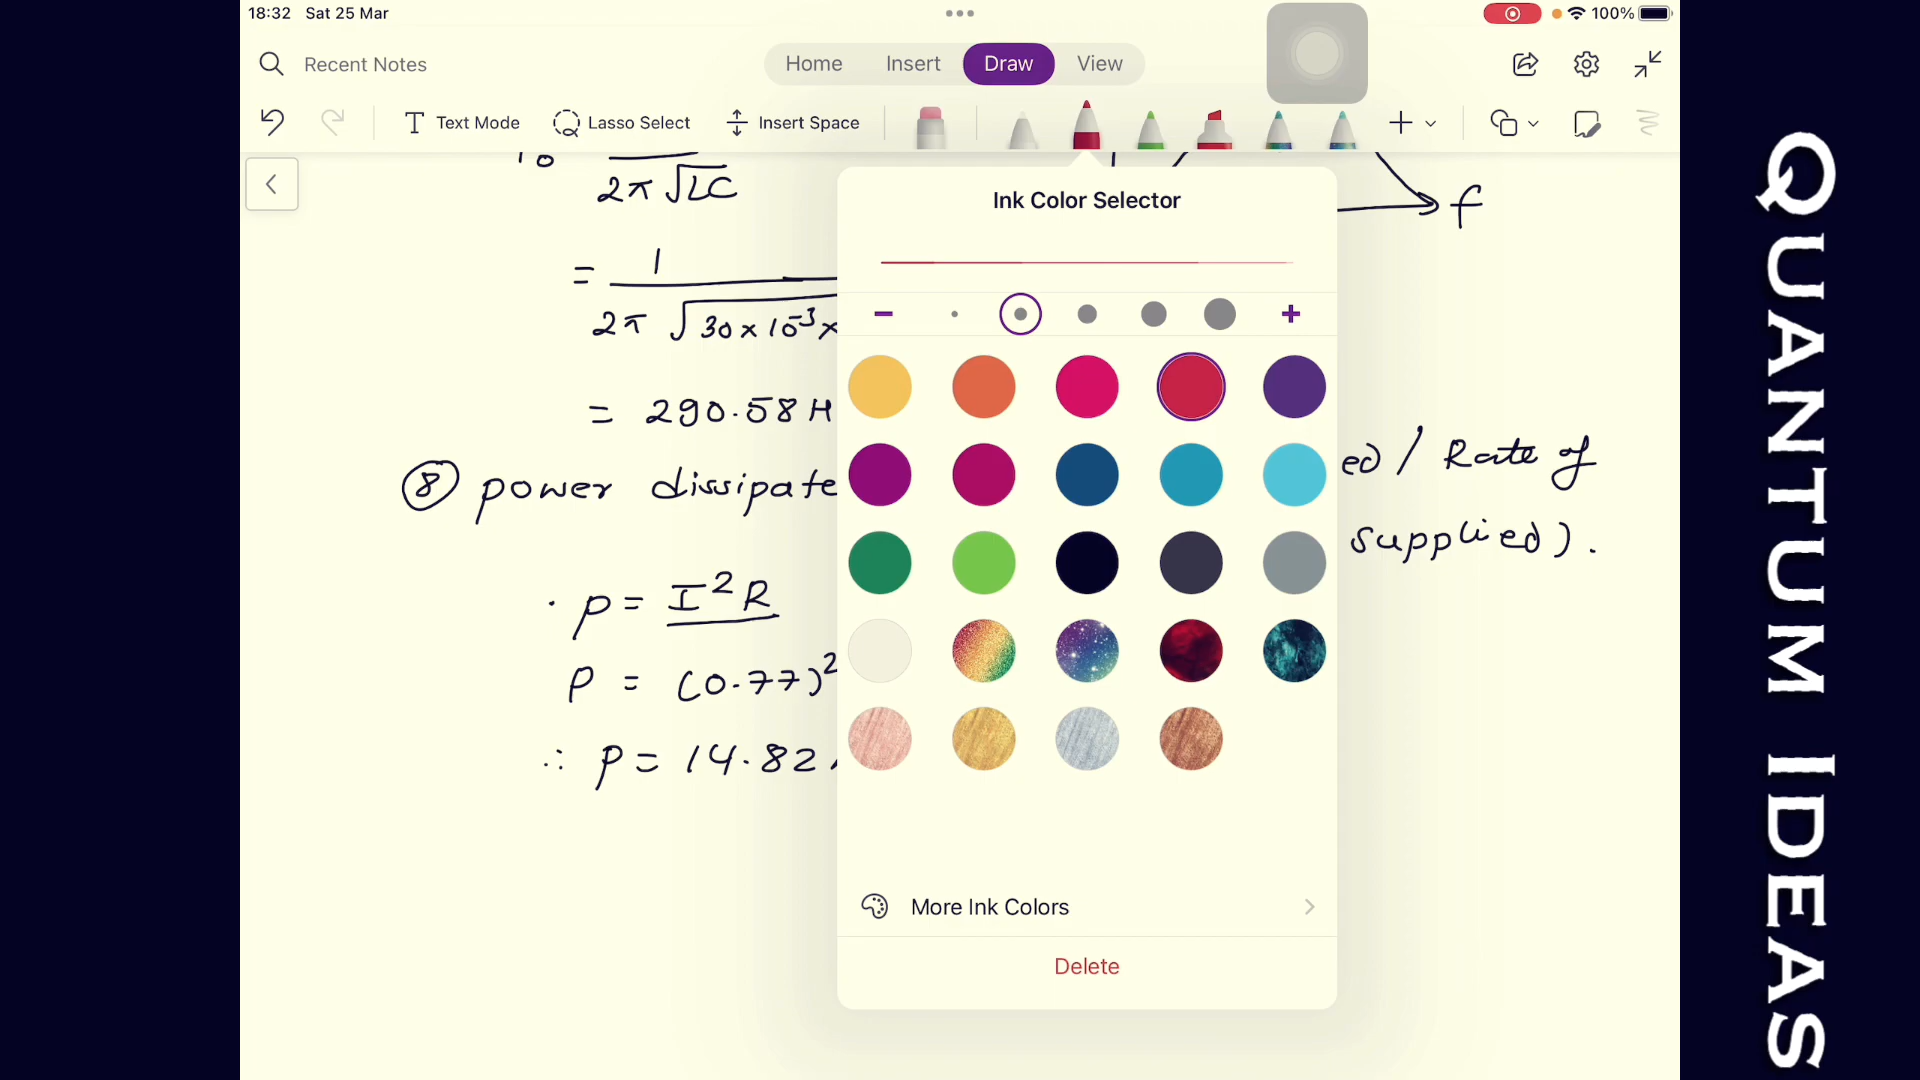 18:32 Sat 25 Mar
100%
Recent Notes
Home Insert Draw View
Text Mode Lasso Select Insert Space
2π √LC
f
Ink Color Selector
= 1
2π √30×10⁻³×
= 290.58 H
⑧ power dissipate
ed / Rate of
supplied).
· P = I²R
P = (0.77)²
∴ P = 14.82
More Ink Colors
Delete
QUANTUM IDEAS